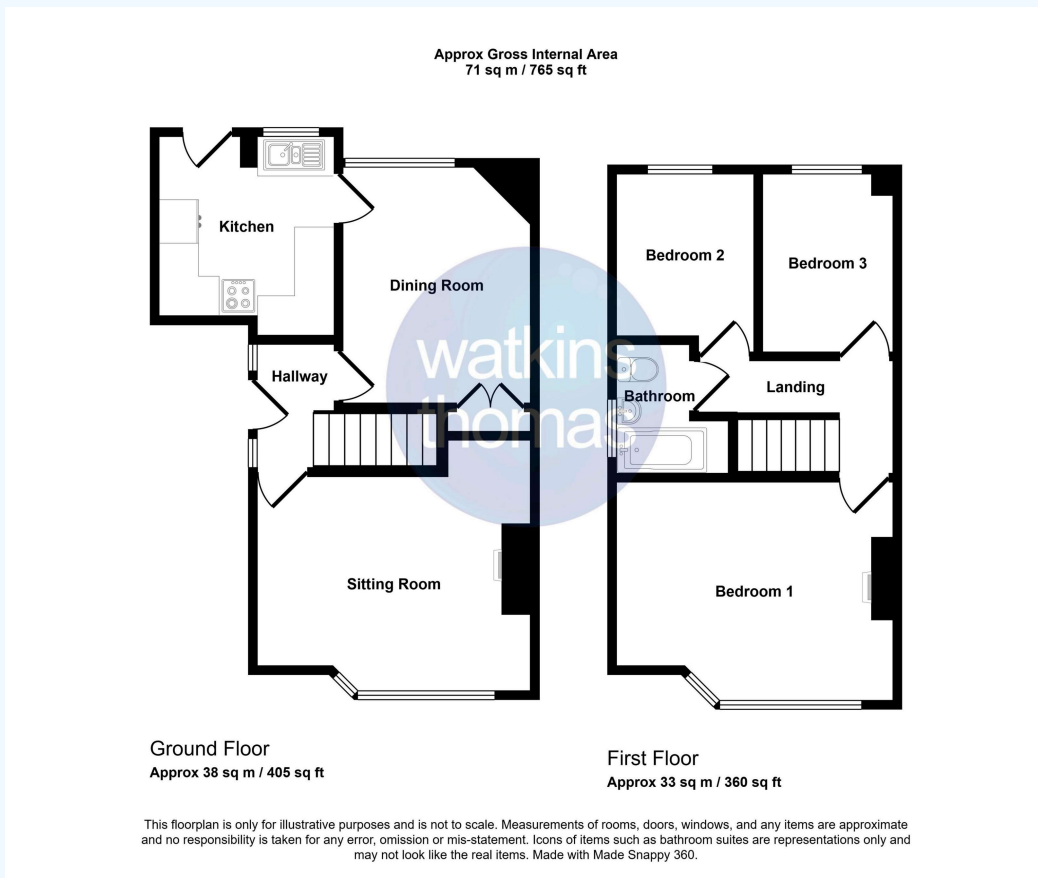 Approx Gross Internal Area
71 sq m / 765 sq ft
Kitchen
Dining Room
Hallway
Sitting Room
Bedroom 2
Bedroom 3
Bathroom
Landing
Bedroom 1
watkins
thomas
Ground Floor
Approx 38 sq m / 405 sq ft
First Floor
Approx 33 sq m / 360 sq ft
This floorplan is only for illustrative purposes and is not to scale. Measurements of rooms, doors, windows, and any items are approximate
and no responsibility is taken for any error, omission or mis-statement. Icons of items such as bathroom suites are representations only and
may not look like the real items. Made with Made Snappy 360.